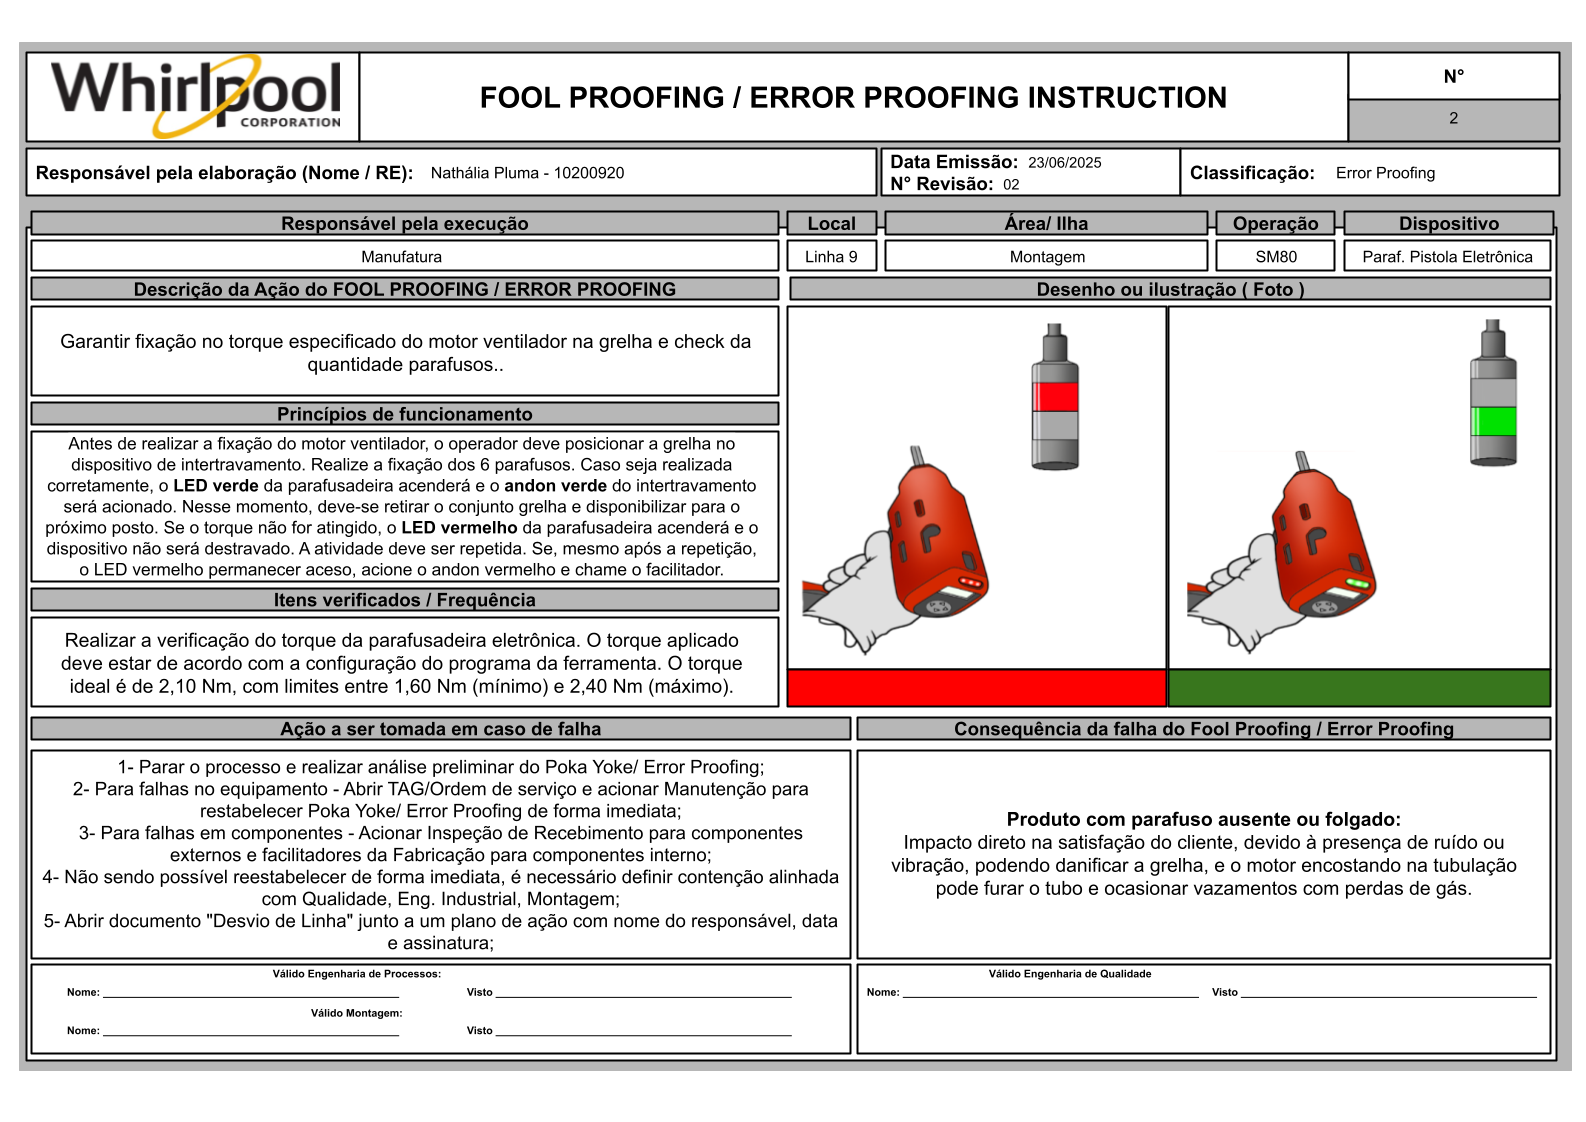 Whirlpool
CORPORATION
FOOL PROOFING / ERROR PROOFING INSTRUCTION
N°
2
Responsável pela elaboração (Nome / RE): Nathália Pluma - 10200920
Data Emissão: 23/06/2025
N° Revisão: 02
Classificação: Error Proofing
Responsável pela execução
Local
Área/ Ilha
Operação
Dispositivo
Manufatura
Linha 9
Montagem
SM80
Paraf. Pistola Eletrônica
Descrição da Ação do FOOL PROOFING / ERROR PROOFING
Desenho ou ilustração ( Foto )
Garantir fixação no torque especificado do motor ventilador na grelha e check da
quantidade parafusos..
Princípios de funcionamento
Antes de realizar a fixação do motor ventilador, o operador deve posicionar a grelha no
dispositivo de intertravamento. Realize a fixação dos 6 parafusos. Caso seja realizada
corretamente, o LED verde da parafusadeira acenderá e o andon verde do intertravamento
será acionado. Nesse momento, deve-se retirar o conjunto grelha e disponibilizar para o
próximo posto. Se o torque não for atingido, o LED vermelho da parafusadeira acenderá e o
dispositivo não será destravado. A atividade deve ser repetida. Se, mesmo após a repetição,
o LED vermelho permanecer aceso, acione o andon vermelho e chame o facilitador.
Itens verificados / Frequência
Realizar a verificação do torque da parafusadeira eletrônica. O torque aplicado
deve estar de acordo com a configuração do programa da ferramenta. O torque
ideal é de 2,10 Nm, com limites entre 1,60 Nm (mínimo) e 2,40 Nm (máximo).
Ação a ser tomada em caso de falha
1- Parar o processo e realizar análise preliminar do Poka Yoke/ Error Proofing;
2- Para falhas no equipamento - Abrir TAG/Ordem de serviço e acionar Manutenção para
restabelecer Poka Yoke/ Error Proofing de forma imediata;
3- Para falhas em componentes - Acionar Inspeção de Recebimento para componentes
externos e facilitadores da Fabricação para componentes interno;
4- Não sendo possível reestabelecer de forma imediata, é necessário definir contenção alinhada
com Qualidade, Eng. Industrial, Montagem;
5- Abrir documento "Desvio de Linha" junto a um plano de ação com nome do responsável, data
e assinatura;
Consequência da falha do Fool Proofing / Error Proofing
Produto com parafuso ausente ou folgado:
Impacto direto na satisfação do cliente, devido à presença de ruído ou
vibração, podendo danificar a grelha, e o motor encostando na tubulação
pode furar o tubo e ocasionar vazamentos com perdas de gás.
Válido Engenharia de Processos:
Nome: Visto
Válido Montagem:
Nome: Visto
Válido Engenharia de Qualidade
Nome: Visto